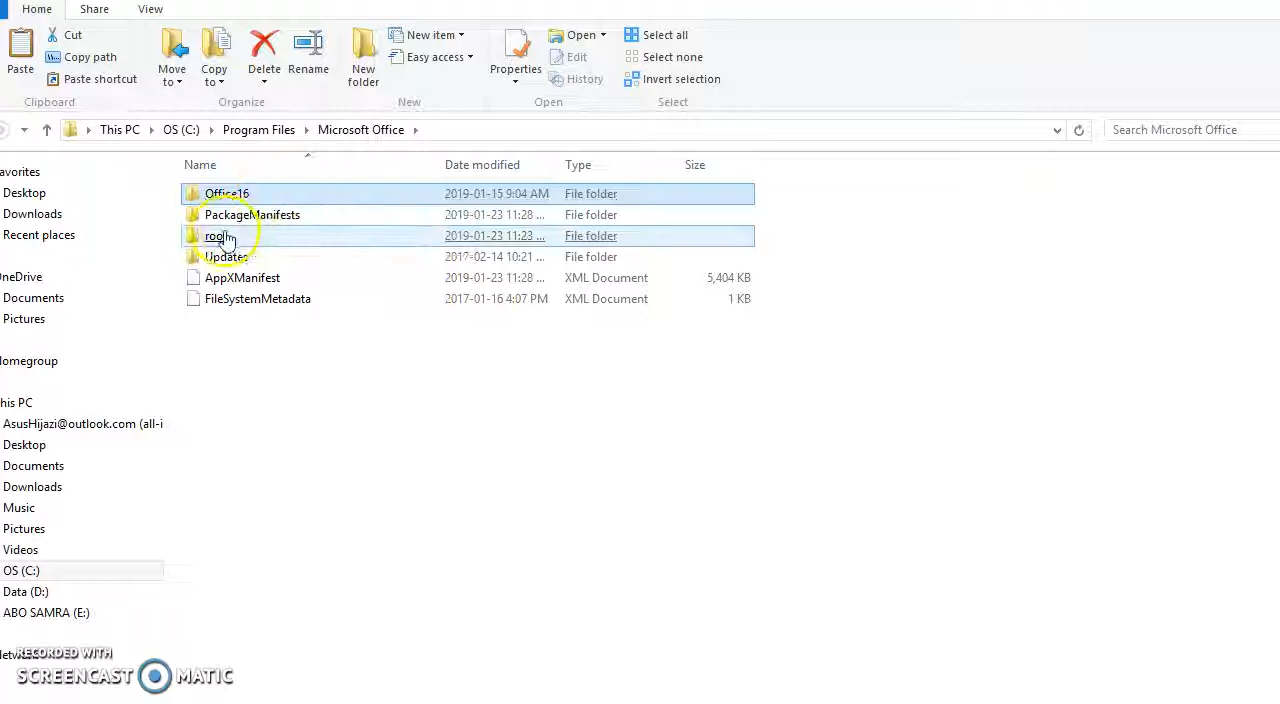 Home Share View
Paste
Cut
Copy path
Paste shortcut
Move to
Copy to
Delete
Rename
New folder
New item
Easy access
Properties
Open
Edit
History
Select all
Select none
Invert selection
Clipboard Organize New Open Select
This PC OS (C:) Program Files Microsoft Office Search Microsoft Office
Name Date modified Type Size
Office16 2019-01-15 9:04 AM File folder
PackageManifests 2019-01-23 11:28 ... File folder
root 2019-01-23 11:23 ... File folder
Updates 2017-02-14 10:21 ... File folder
AppXManifest 2019-01-23 11:28 ... XML Document 5,404 KB
FileSystemMetadata 2017-01-16 4:07 PM XML Document 1 KB
avorites
Desktop
Downloads
Recent places
OneDrive
Documents
Pictures
omegroup
his PC
AsusHijazi@outlook.com (all-i
Desktop
Documents
Downloads
Music
Pictures
Videos
OS (C:)
Data (D:)
ABO SAMRA (E:)
RECORDED WITH
SCREENCAST MATIC